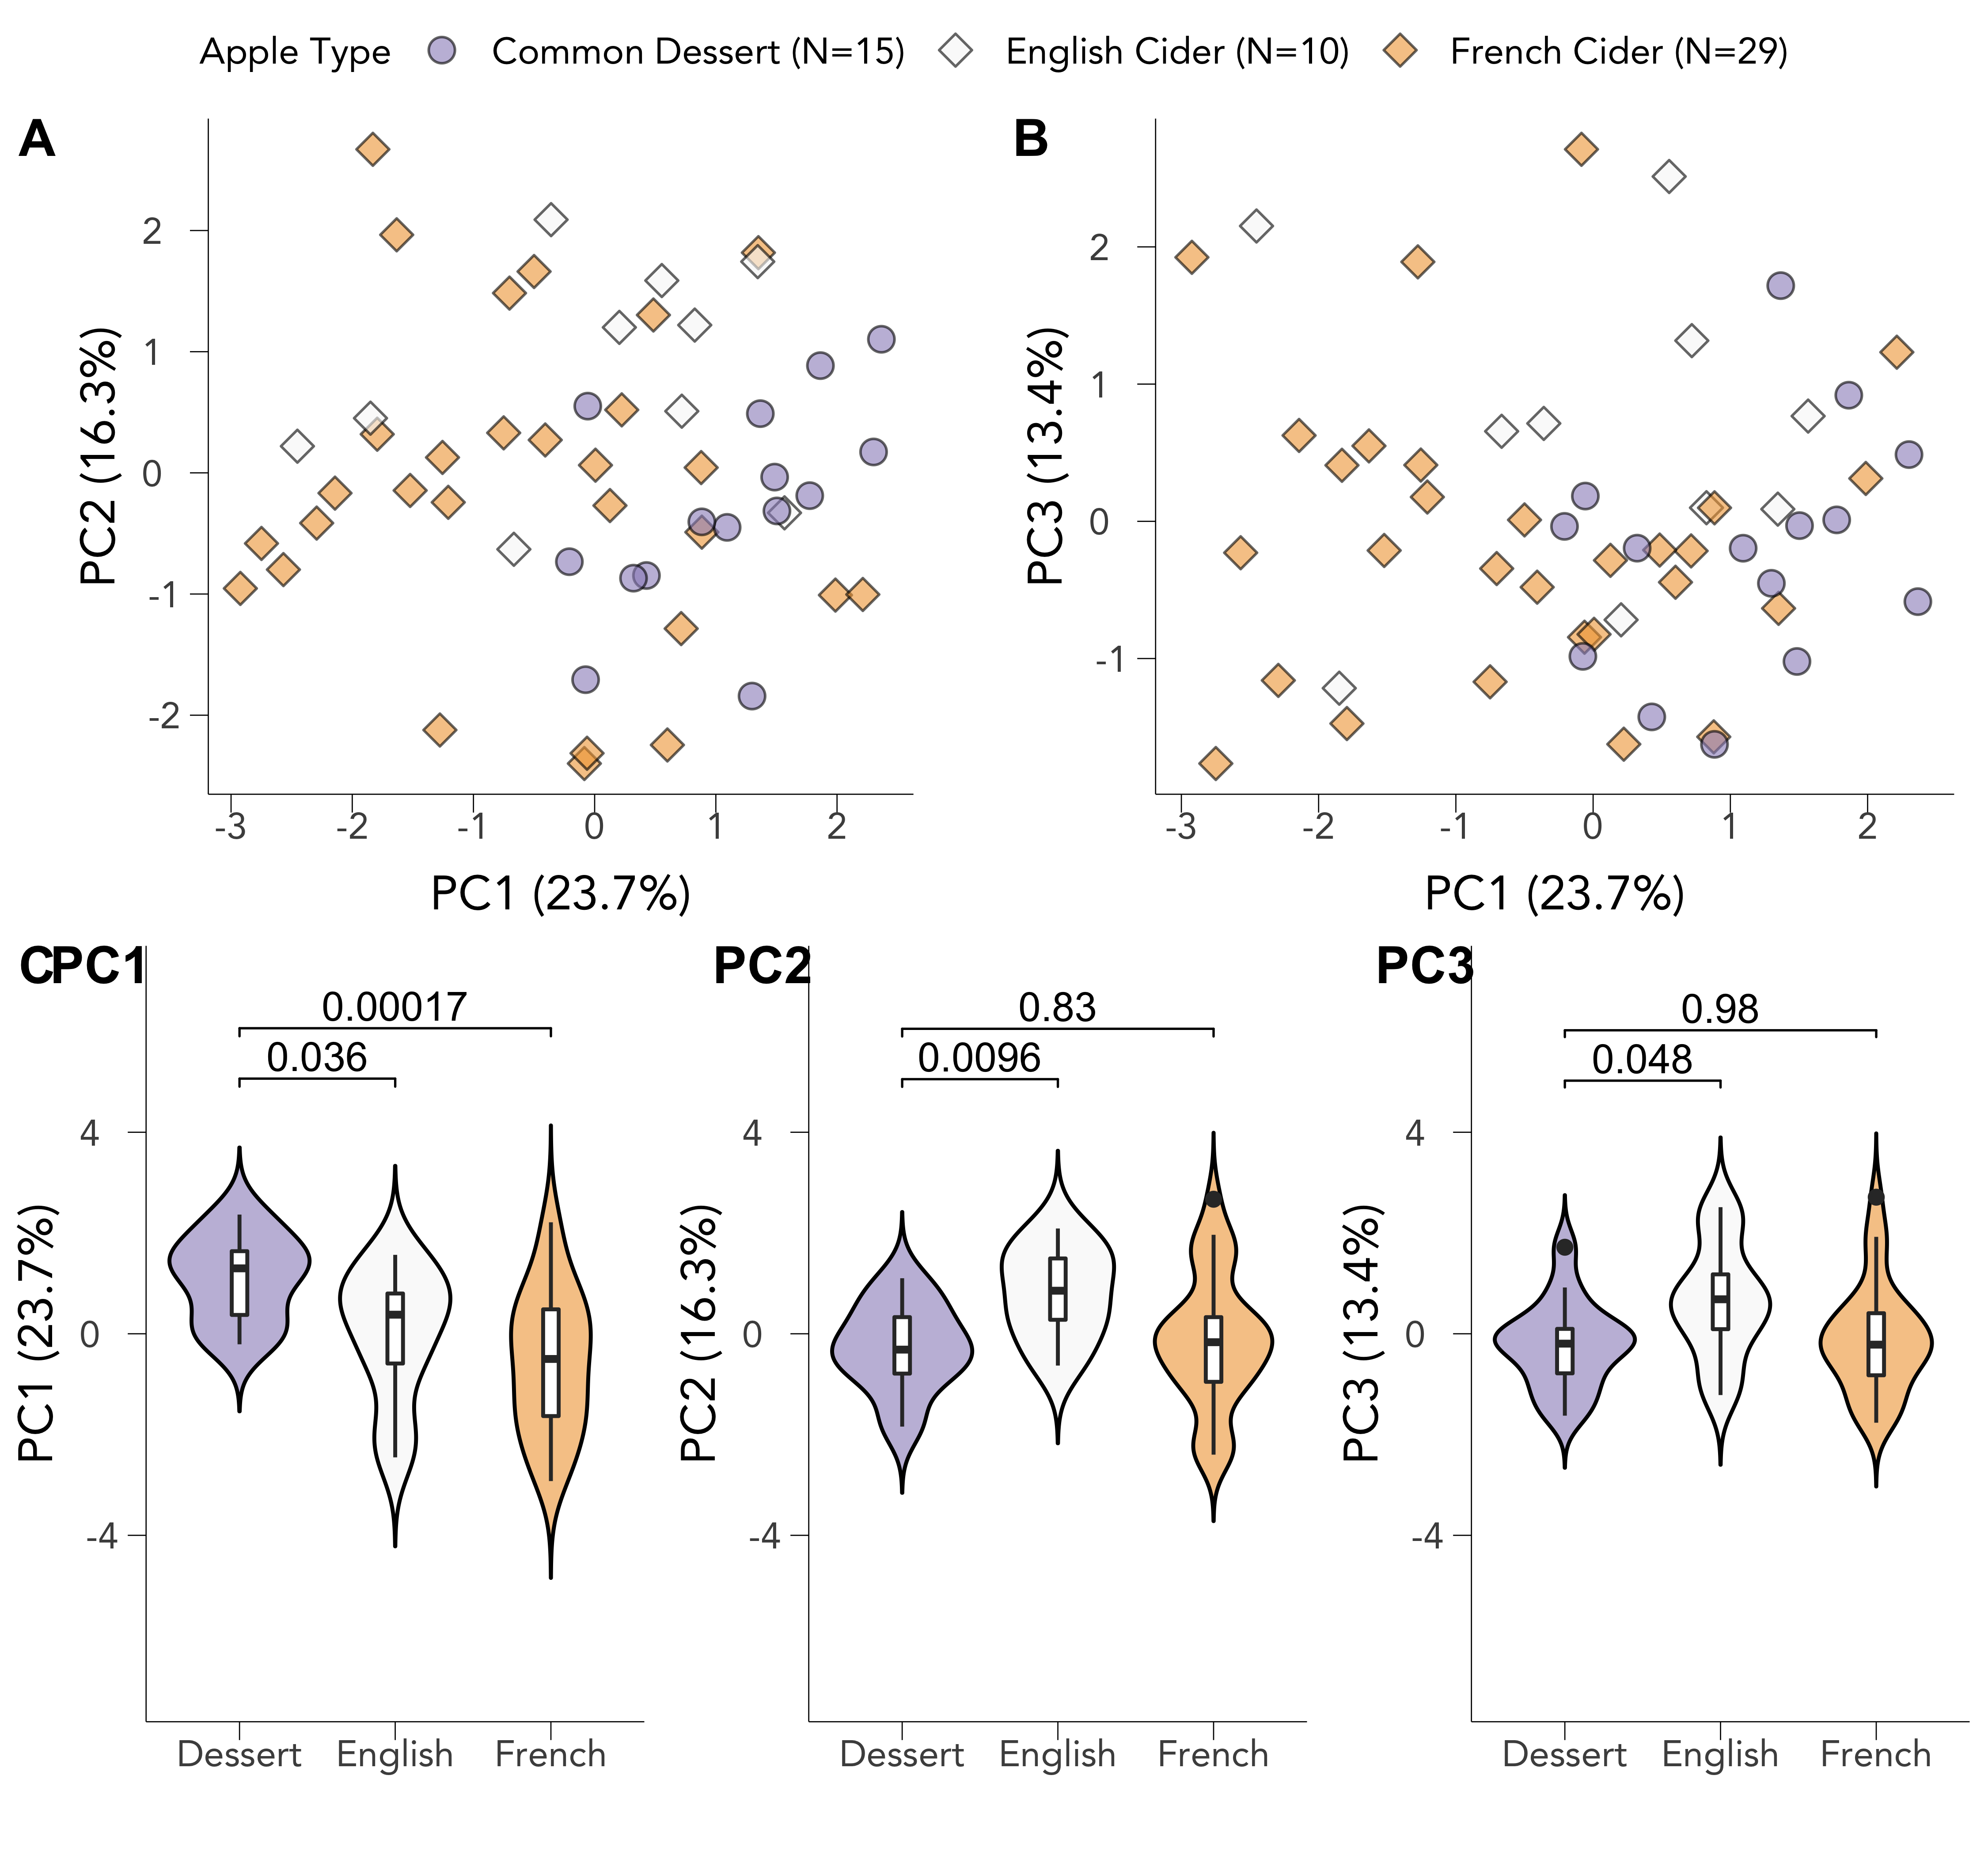 Apple Type Common Dessert (N=15) English Cider (N=10) French Cider (N=29)
A
PC2 (16.3%)
2
1
0
-1
-2
-3 -2 -1 0 1 2
PC1 (23.7%)
B
PC3 (13.4%)
2
1
0
-1
-3 -2 -1 0 1 2
PC1 (23.7%)
C PC1
0.00017
0.036
PC1 (23.7%)
4
0
-4
Dessert English French
PC2
0.83
0.0096
PC2 (16.3%)
4
0
-4
Dessert English French
PC3
0.98
0.048
PC3 (13.4%)
4
0
-4
Dessert English French